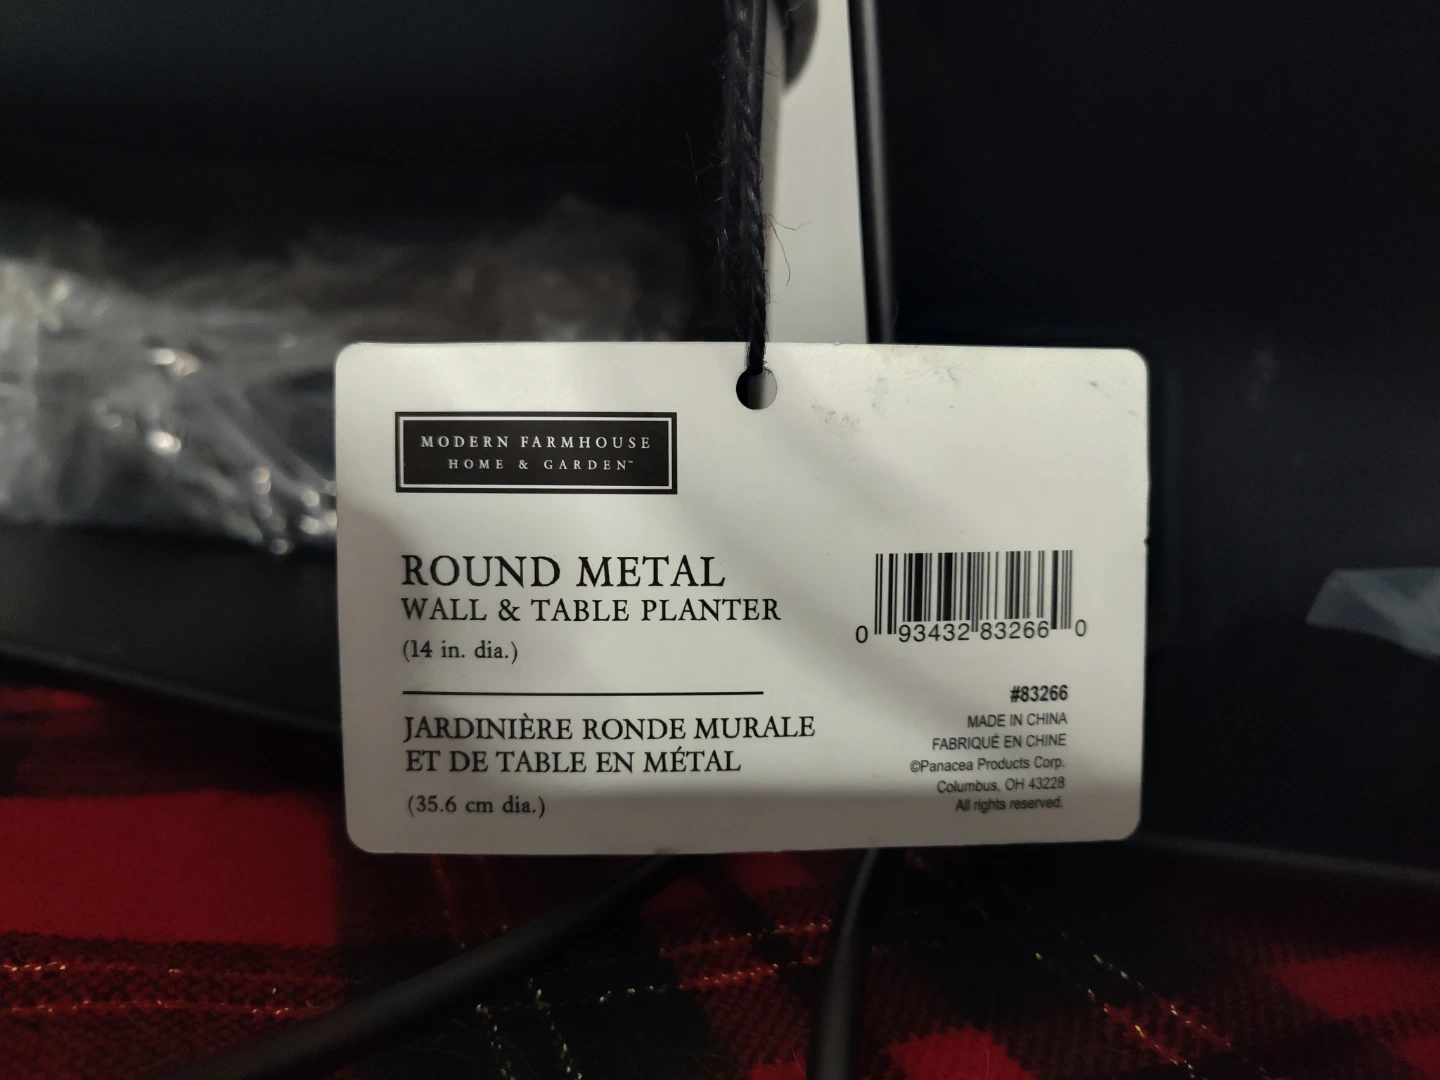 MODERN FARMHOUSE
HOME & GARDEN™
ROUND METAL
WALL & TABLE PLANTER
(14 in. dia.)
JARDINIÈRE RONDE MURALE
ET DE TABLE EN MÉTAL
(35.6 cm dia.)
0 93432 83266 0
#83266
MADE IN CHINA
FABRIQUÉ EN CHINE
©Panacea Products Corp.
Columbus, OH 43228
All rights reserved.